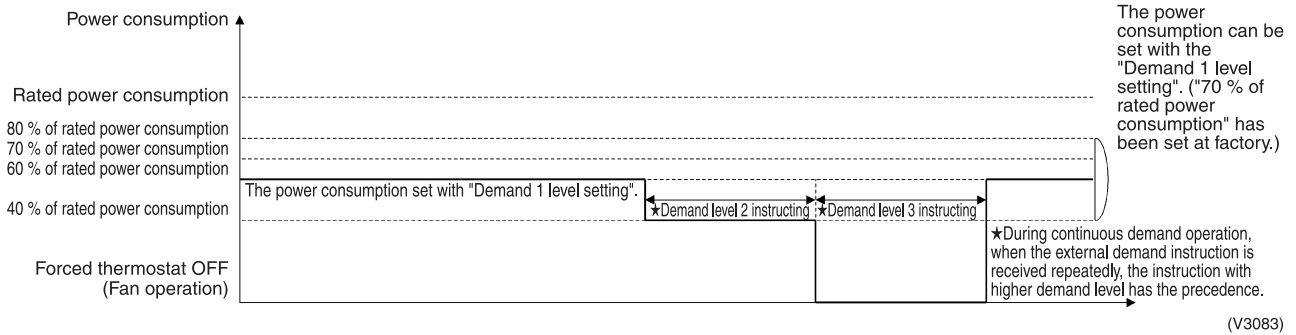 Power consumption
The power
consumption can be
set with the
"Demand 1 level
setting". ("70 % of
rated power
consumption" has
been set at factory.)
Rated power consumption
80 % of rated power consumption
70 % of rated power consumption
60 % of rated power consumption
The power consumption set with "Demand 1 level setting".
40 % of rated power consumption
★Demand level 2 instructing
★Demand level 3 instructing
★During continuous demand operation,
when the external demand instruction is
received repeatedly, the instruction with
higher demand level has the precedence.
Forced thermostat OFF
(Fan operation)
(V3083)